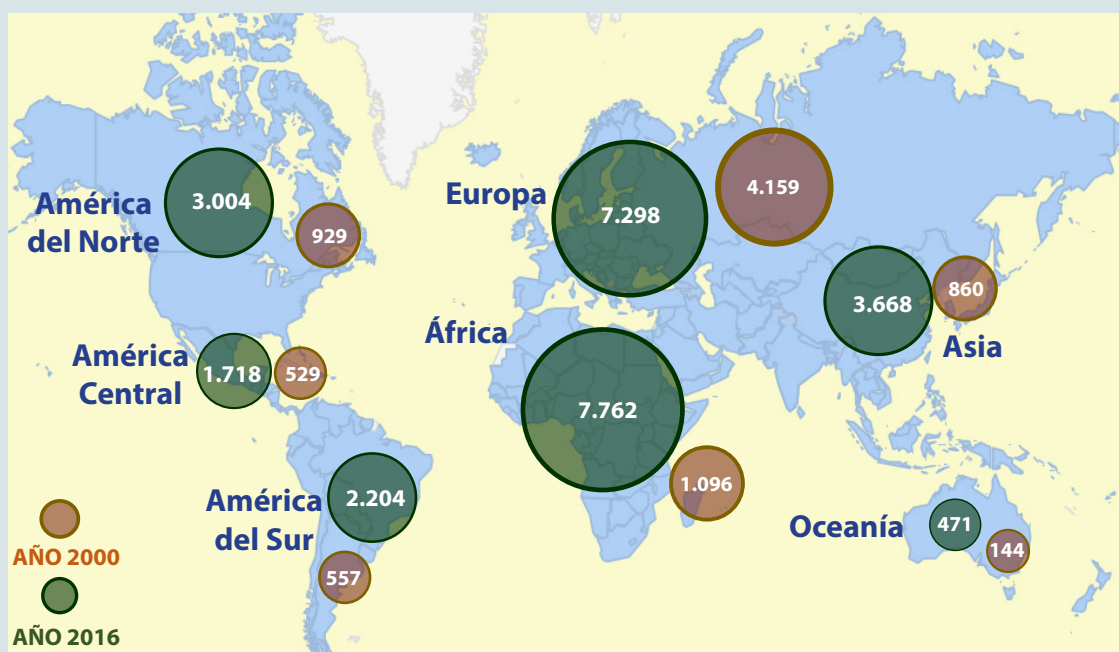 América
del Norte
3.004
929
Europa
7.298
4.159
3.668
860
Asia
África
7.762
1.096
América
Central
1.718
529
América
del Sur
2.204
557
Oceanía
471
144
AÑO 2000
AÑO 2016